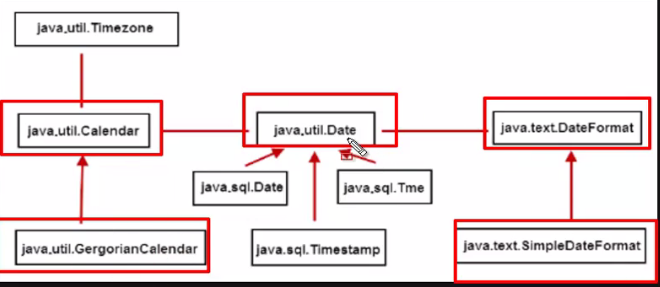 java.util.Timezone
java.util.Calendar
java.util.Date
java.text.DateFormat
java.sql.Date
java.sql.Tme
java.util.GergorianCalendar
java.sql.Timestamp
java.text.SimpleDateFormat